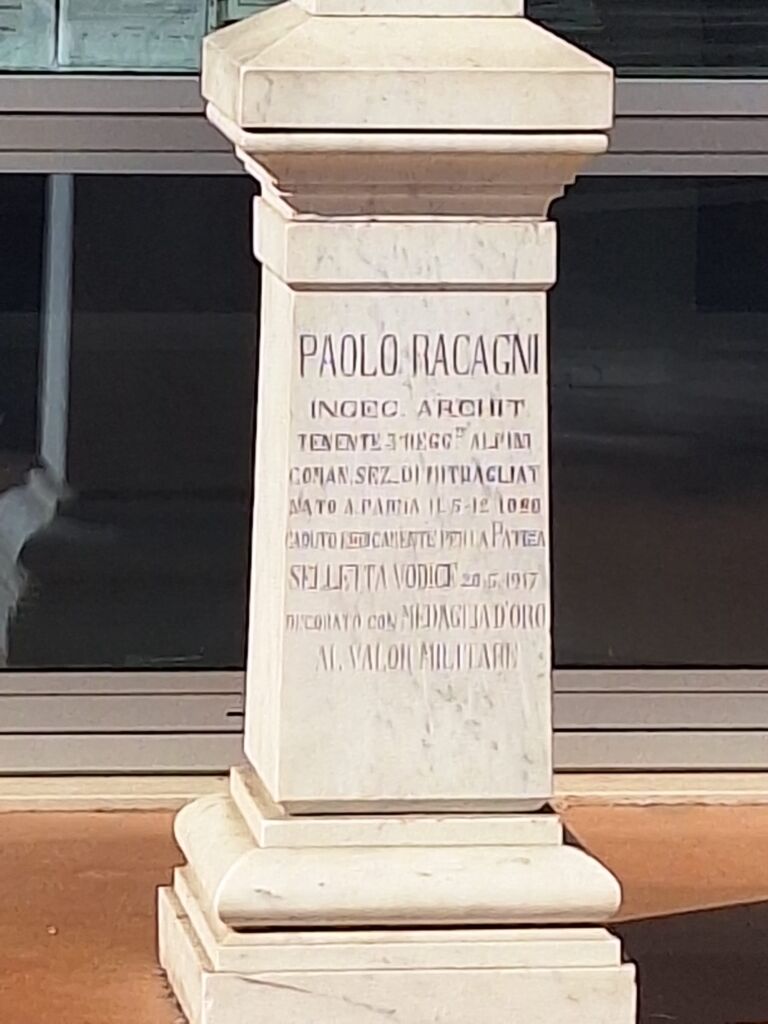 PAOLO RACAGNI
INGEG. ARCHIT.
TENENTE 3° REGG.TO ALPINI
COMAN. SEZ. DI MITRAGLIAT
NATO A PARMA IL 5-12
CADUTO EROICAMENTE PER LA PATRIA
SELLETTA VODICE 20.5.1917
DECORATO CON MEDAGLIA D'ORO
AL VALOR MILITARE